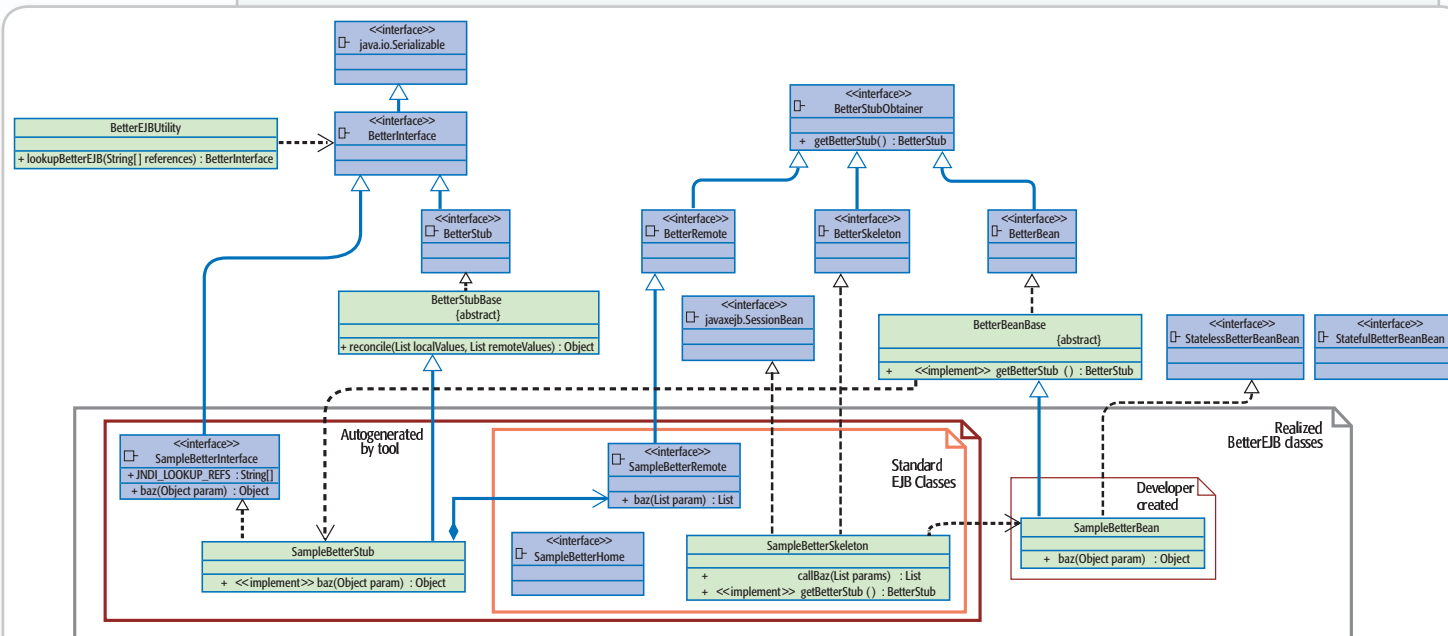 <<interface>>
java.io.Serializable
<<interface>>
BetterStubObtainer
+ getBetterStub() : BetterStub
BetterEJBUtility
+ lookupBetterEJB(String[] references) : BetterInterface
<<interface>>
BetterInterface
<<interface>>
BetterStub
<<interface>>
BetterRemote
<<interface>>
BetterSkeleton
<<interface>>
BetterBean
BetterStubBase
{abstract}
+ reconcile(List localValues, List remoteValues) : Object
<<interface>>
javaxejb.SessionBean
BetterBeanBase
{abstract}
+ <<implement>> getBetterStub () : BetterStub
<<interface>>
StatelessBetterBeanBean
<<interface>>
StatefulBetterBeanBean
Realized
BetterEJB classes
Autogenerated
by tool
<<interface>>
SampleBetterInterface
+ JNDI_LOOKUP_REFS : String[]
+ baz(Object param) : Object
<<interface>>
SampleBetterRemote
+ baz(List param) : List
Standard
EJB Classes
Developer
created
SampleBetterBean
+ baz(Object param) : Object
SampleBetterStub
+ <<implement>> baz(Object param) : Object
<<interface>>
SampleBetterHome
SampleBetterSkeleton
+ callBaz(List params) : List
+ <<implement>> getBetterStub () : BetterStub